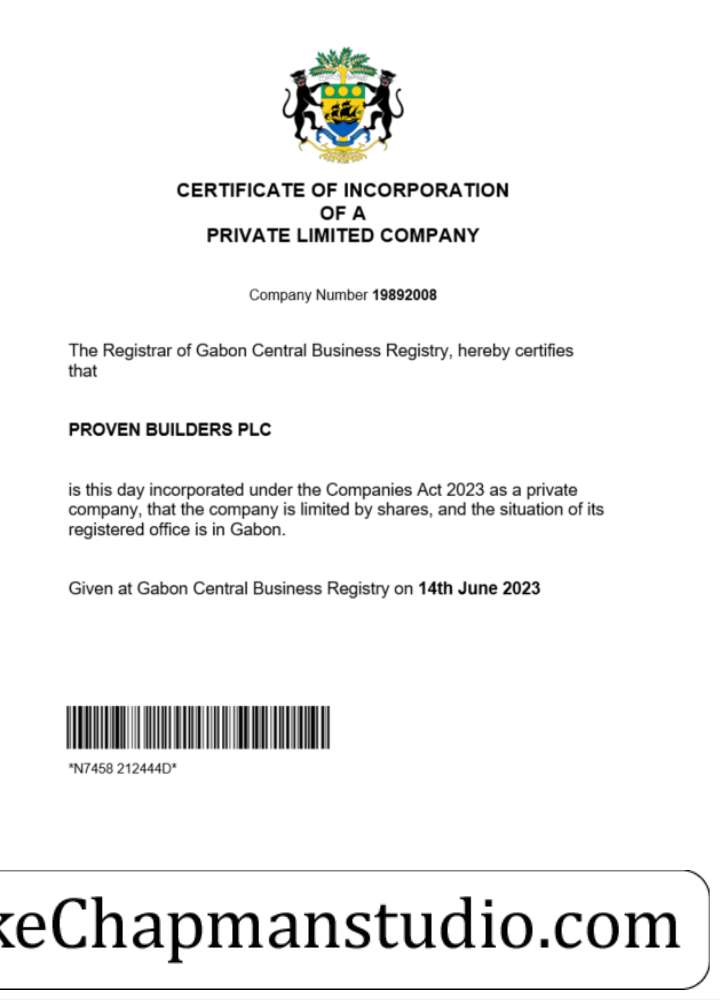 CERTIFICATE OF INCORPORATION
OF A
PRIVATE LIMITED COMPANY
Company Number 19892008
The Registrar of Gabon Central Business Registry, hereby certifies
that
PROVEN BUILDERS PLC
is this day incorporated under the Companies Act 2023 as a private
company, that the company is limited by shares, and the situation of its
registered office is in Gabon.
Given at Gabon Central Business Registry on 14th June 2023
*N7458 212444D*
keChapmanstudio.com